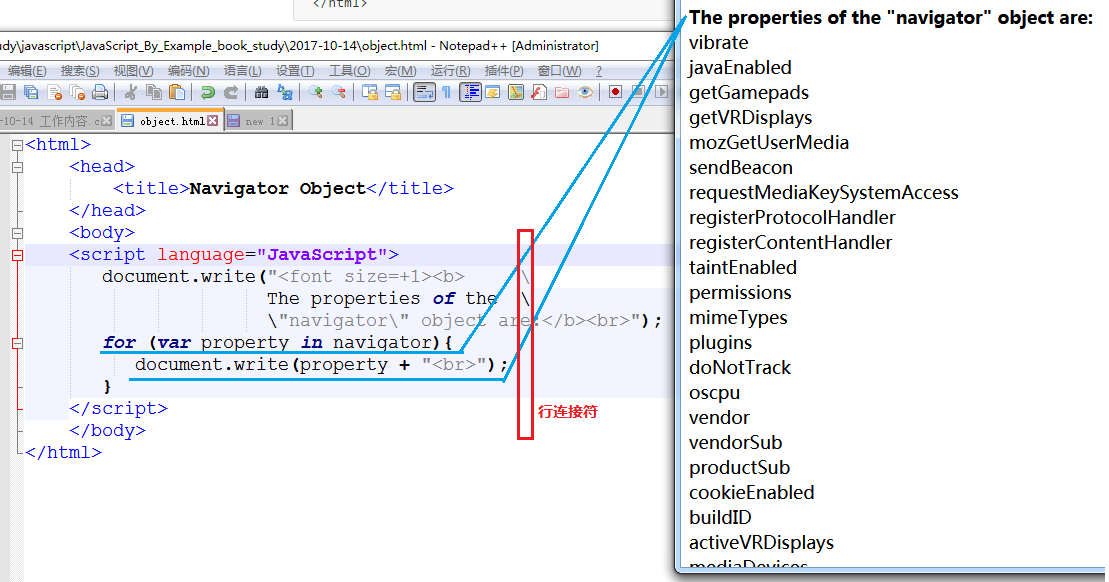 </html>
dy\javascript\JavaScript_By_Example_book_study\2017-10-14\object.html - Notepad++ [Administrator]
编辑(E) 搜索(S) 视图(V) 编码(N) 语言(L) 设置(T) 工具(O) 宏(M) 运行(R) 插件(P) 窗口(W) ?
-10-14 工作内容.c object.html new 1
<html>
<head>
<title>Navigator Object</title>
</head>
<body>
<script language="JavaScript">
document.write("<font size=+1><b> \
The properties of the \
\"navigator\" object are:</b><br>");
for (var property in navigator){
document.write(property + "<br>");
}
</script>
</body>
</html>
行连接符
The properties of the "navigator" object are:
vibrate
javaEnabled
getGamepads
getVRDisplays
mozGetUserMedia
sendBeacon
requestMediaKeySystemAccess
registerProtocolHandler
registerContentHandler
taintEnabled
permissions
mimeTypes
plugins
doNotTrack
oscpu
vendor
vendorSub
productSub
cookieEnabled
buildID
activeVRDisplays
mediaDevices